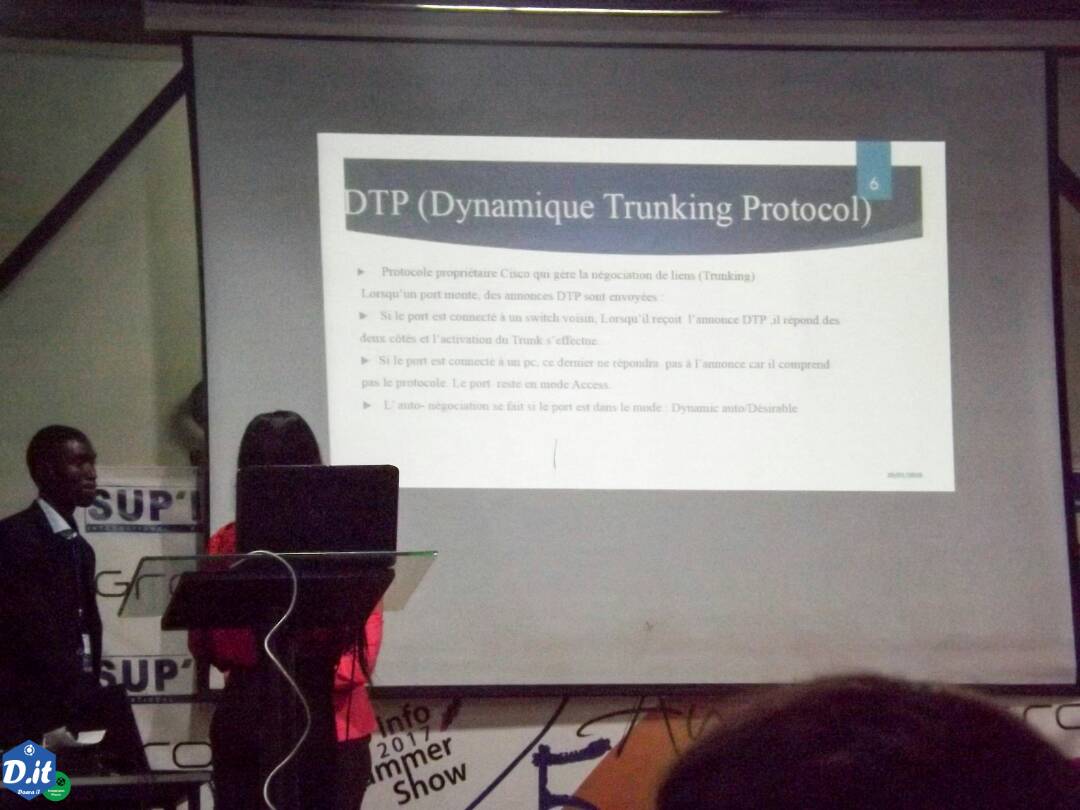 6
DTP (Dynamique Trunking Protocol)
Protocole propriétaire Cisco qui gère la négociation de liens (Trunking)
Lorsqu'un port monte, des annonces DTP sont envoyées :
Si le port est connecté à un switch voisin, Lorsqu'il reçoit l'annonce DTP ,il répond des
deux côtés et l'activation du Trunk s'effectue.
Si le port est connecté à un pc, ce dernier ne répondra pas à l'annonce car il comprend
pas le protocole. Le port reste en mode Access.
L' auto- négociation se fait si le port est dans le mode : Dynamic auto/Désirable
SUP'
Gro
SUP'
info
2017
ummer
Show
D.it